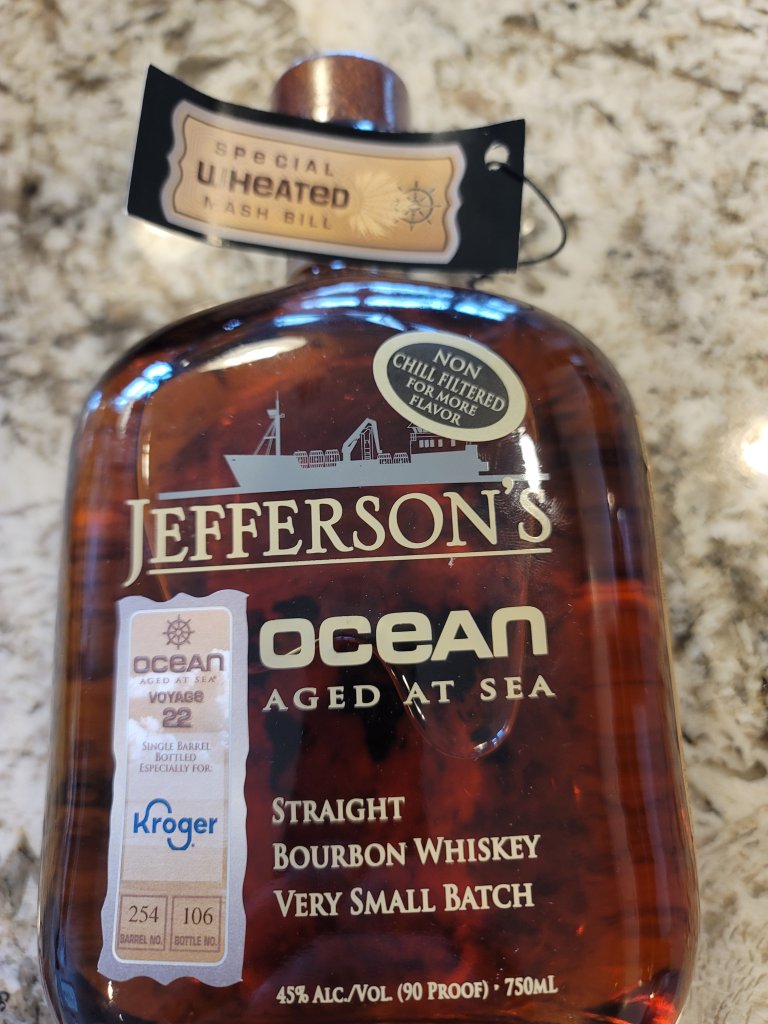 SPECIAL
WHEATED
MASH BILL
NON
CHILL FILTERED
FOR MORE
FLAVOR
JEFFERSON'S
OCEAN
AGED AT SEA
OCEAN
AGED AT SEA®
VOYAGE
22
SINGLE BARREL
BOTTLED
ESPECIALLY FOR:
Kroger®
254 106
BARREL NO. BOTTLE NO.
STRAIGHT
BOURBON WHISKEY
VERY SMALL BATCH
45% ALC./VOL. (90 PROOF) • 750ML